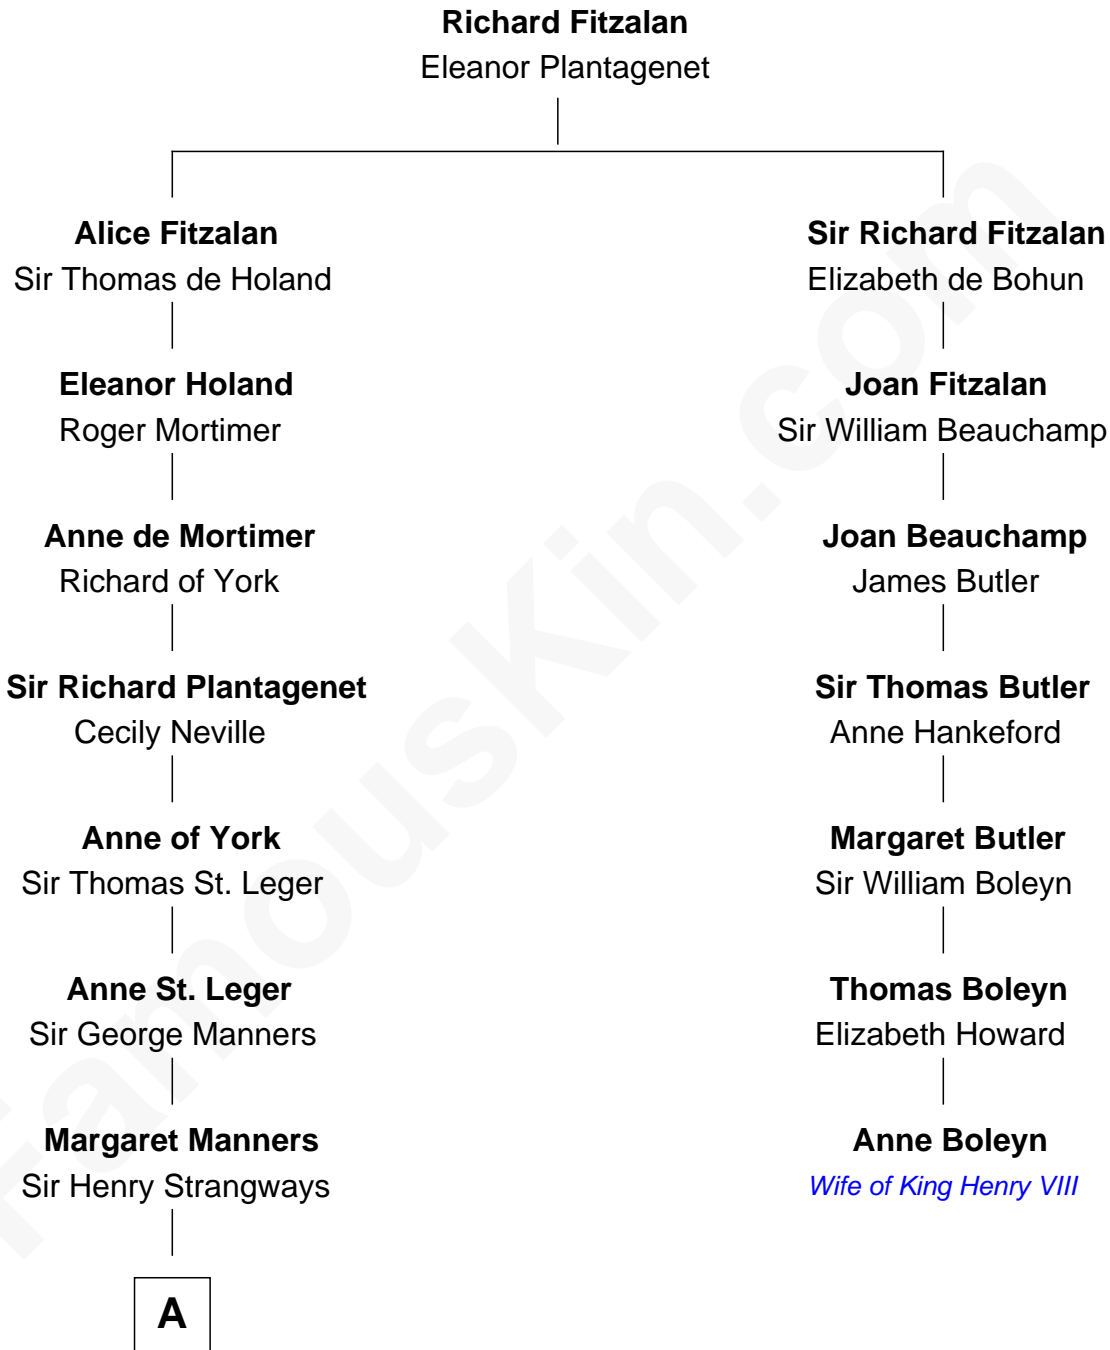 Richard Fitzalan
Eleanor Plantagenet
Alice Fitzalan
Sir Thomas de Holand
Sir Richard Fitzalan
Elizabeth de Bohun
Eleanor Holand
Roger Mortimer
Joan Fitzalan
Sir William Beauchamp
Anne de Mortimer
Richard of York
Joan Beauchamp
James Butler
Sir Richard Plantagenet
Cecily Neville
Sir Thomas Butler
Anne Hankeford
Anne of York
Sir Thomas St. Leger
Margaret Butler
Sir William Boleyn
Anne St. Leger
Sir George Manners
Thomas Boleyn
Elizabeth Howard
Margaret Manners
Sir Henry Strangways
Anne Boleyn
Wife of King Henry VIII
A
FamousKin.com